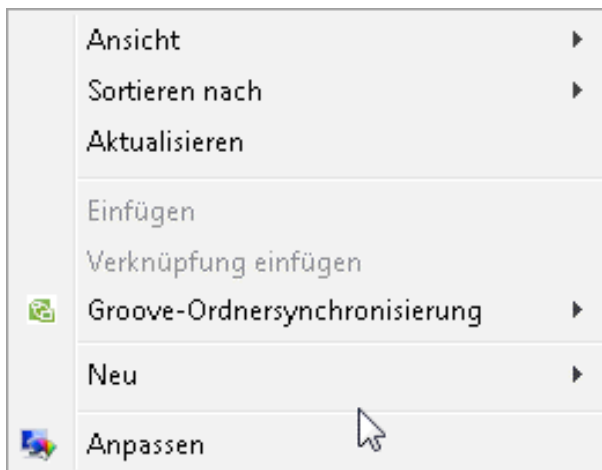 Ansicht
Sortieren nach
Aktualisieren
Einfügen
Verknüpfung einfügen
Groove-Ordnersynchronisierung
Neu
Anpassen